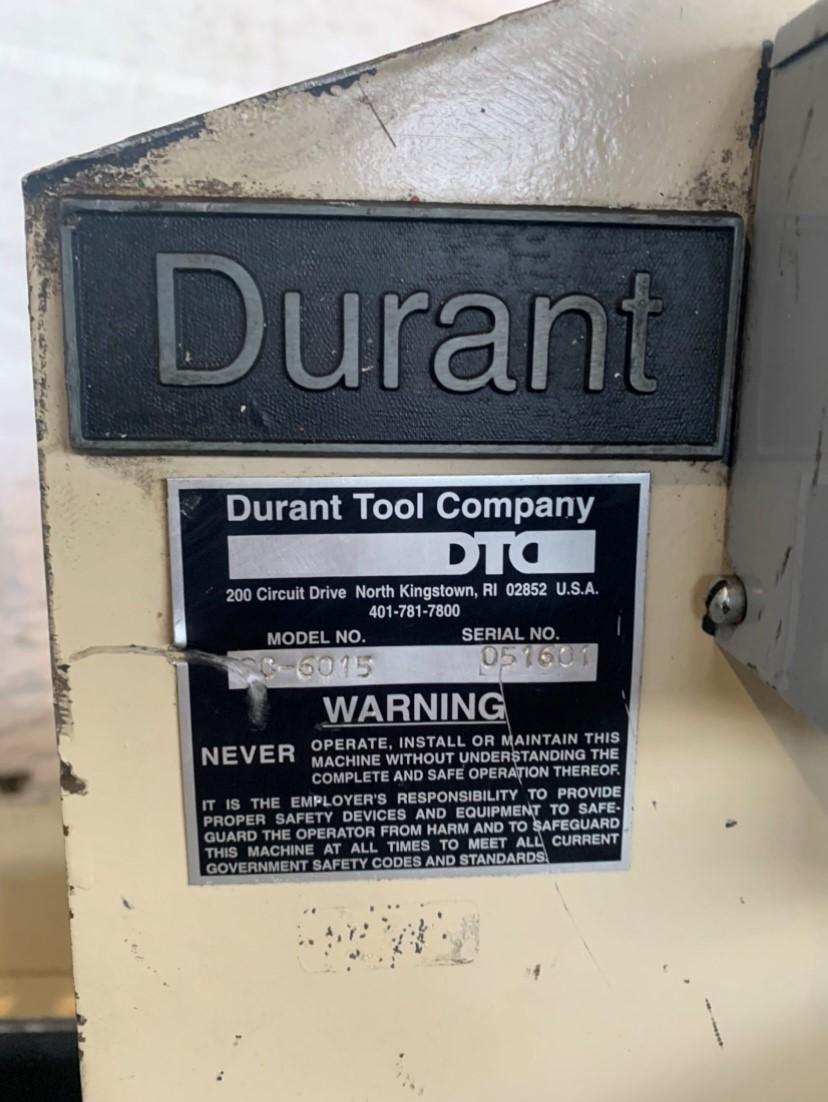 Durant
Durant Tool Company
DTC
200 Circuit Drive North Kingstown, RI 02852 U.S.A.
401-781-7800
MODEL NO. SERIAL NO.
051601
WARNING
NEVER OPERATE, INSTALL OR MAINTAIN THIS
MACHINE WITHOUT UNDERSTANDING THE
COMPLETE AND SAFE OPERATION THEREOF.
IT IS THE EMPLOYER'S RESPONSIBILITY TO PROVIDE
PROPER SAFETY DEVICES AND EQUIPMENT TO SAFE-
GUARD THE OPERATOR FROM HARM AND TO SAFEGUARD
THIS MACHINE AT ALL TIMES TO MEET ALL CURRENT
GOVERNMENT SAFETY CODES AND STANDARDS.